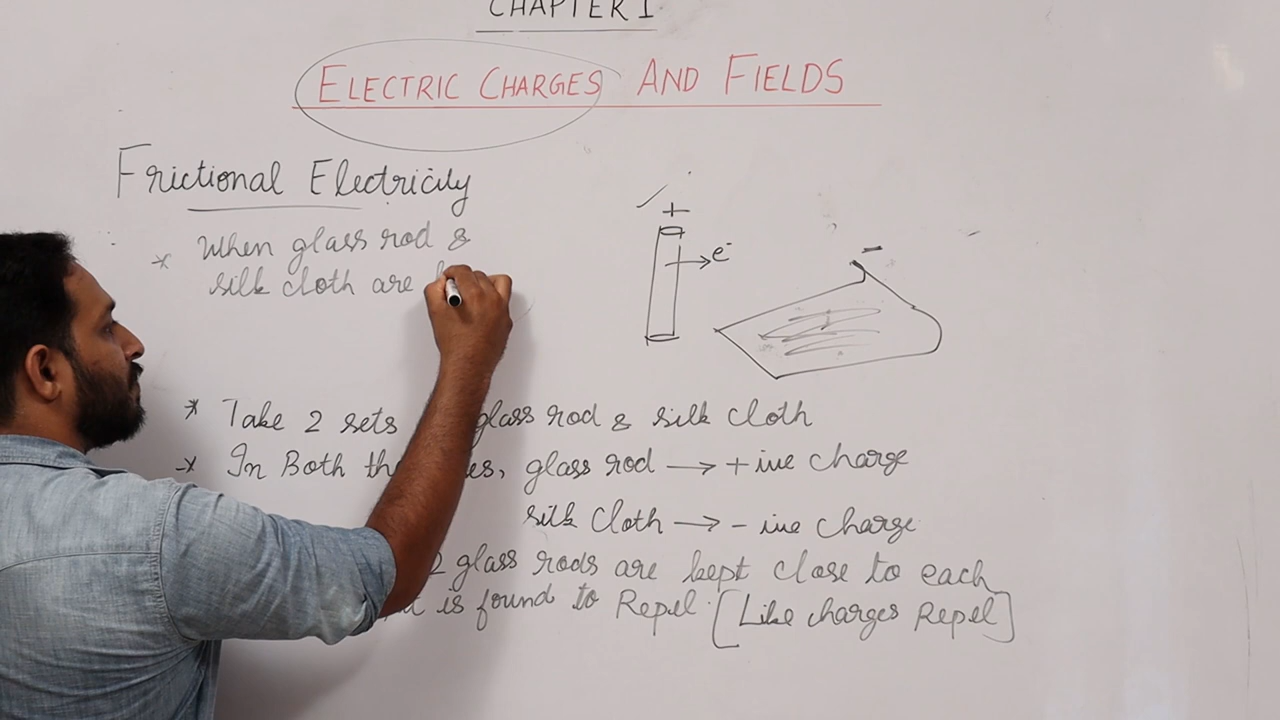 CHAPTER 1
ELECTRIC CHARGES AND FIELDS
Frictional Electricity
* When glass rod &
silk cloth are
+
e-
-
* Take 2 sets glass rod & silk cloth
* In Both glass rod → + ive charge
silk cloth → - ive charge
2 glass rods are kept close to each
is found to Repel. [Like charges Repel]